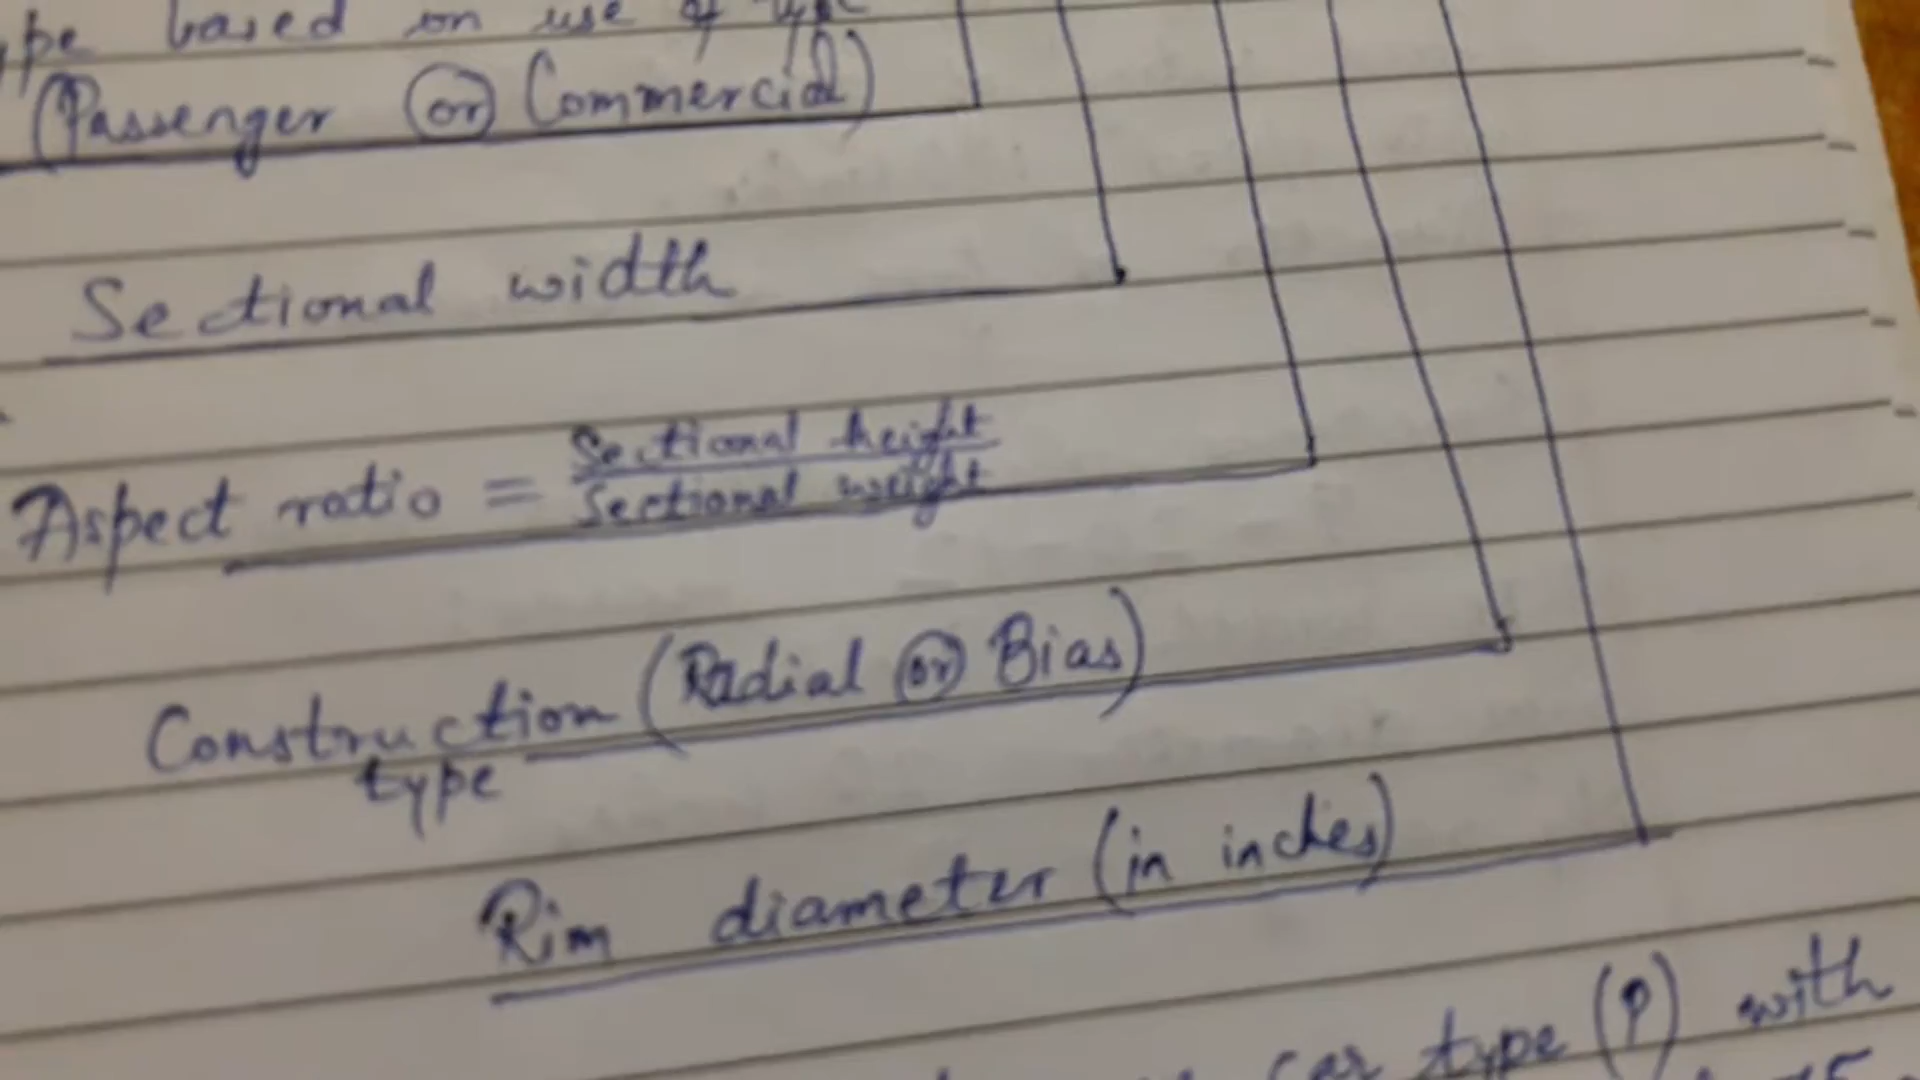 based on use of
(Passenger or Commercial)
Sectional width
Aspect ratio = Sectional height
Sectional weight
Construction (Radial or Bias)
type
Rim diameter (in inches)
car type (P) with